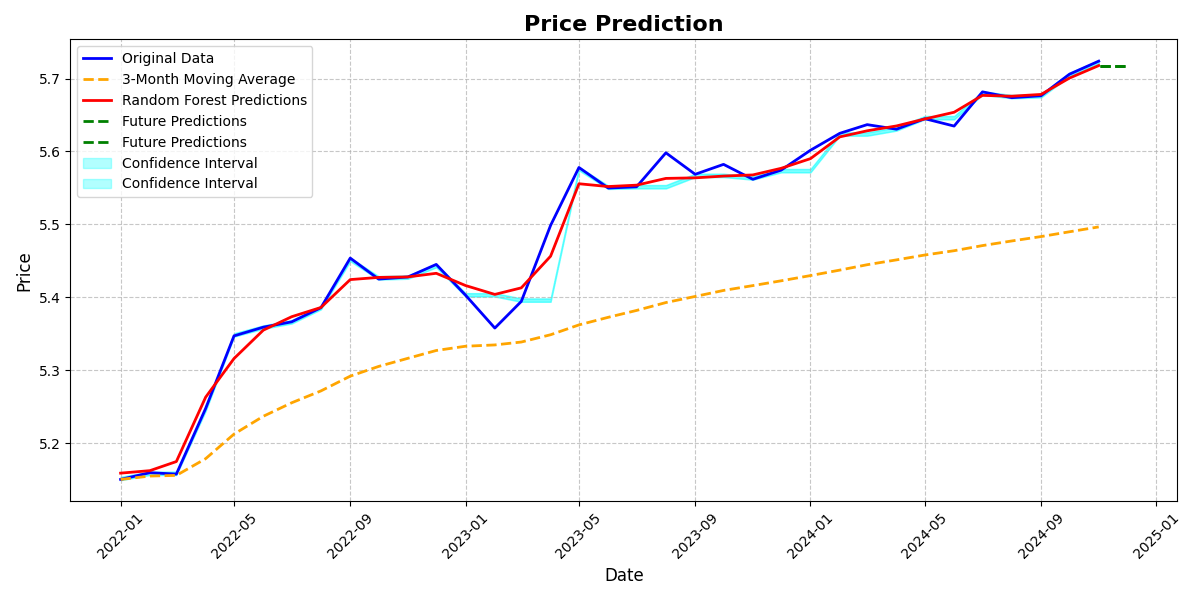 Price Prediction
Original Data
3-Month Moving Average
Random Forest Predictions
Future Predictions
Future Predictions
Confidence Interval
Confidence Interval
Price
5.7
5.6
5.5
5.4
5.3
5.2
2022-01
2022-05
2022-09
2023-01
2023-05
2023-09
2024-01
2024-05
2024-09
2025-01
Date